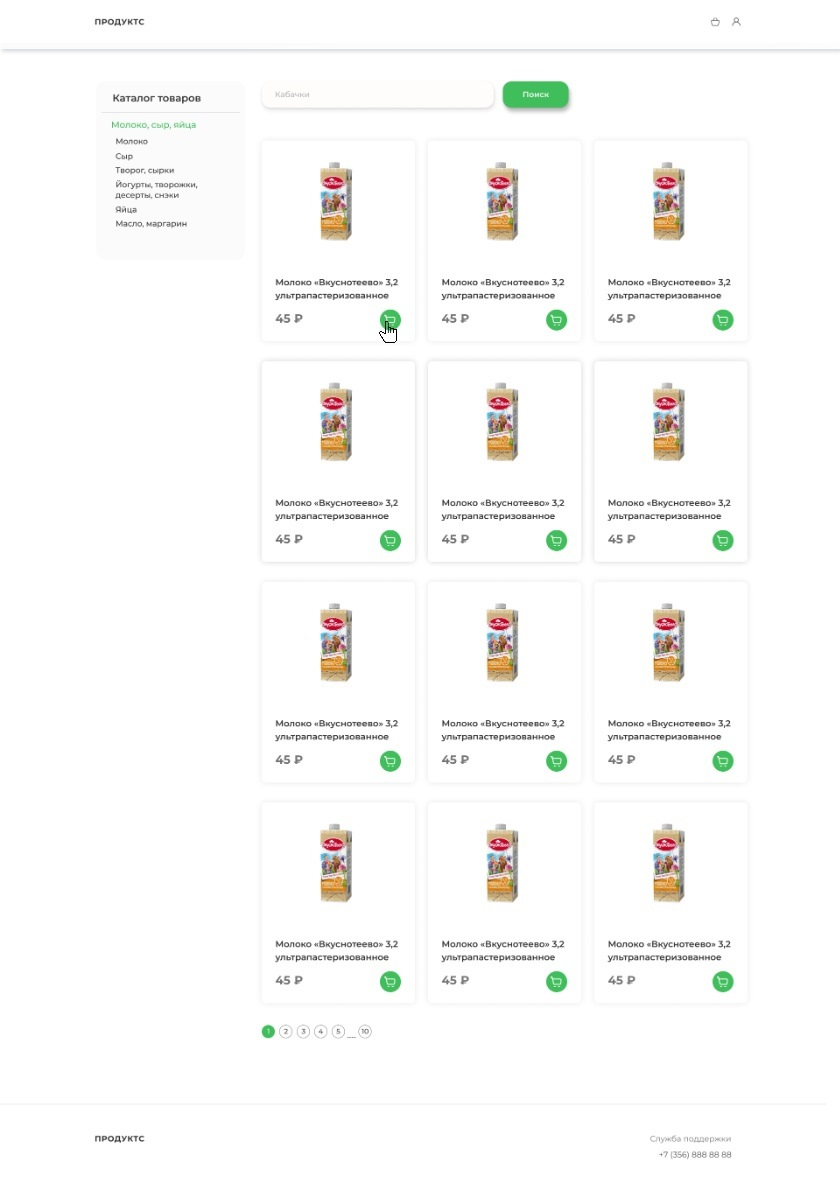 ПРОДУКТС
Каталог товаров
Молоко, сыр, яйца
Молоко
Сыр
Творог, сырки
Йогурты, творожки,
десерты, снэки
Яйца
Масло, маргарин
Кабачки
Поиск
Молоко «Вкуснотеево» 3,2
ультрапастеризованное
45 ₽
Молоко «Вкуснотеево» 3,2
ультрапастеризованное
45 ₽
Молоко «Вкуснотеево» 3,2
ультрапастеризованное
45 ₽
Молоко «Вкуснотеево» 3,2
ультрапастеризованное
45 ₽
Молоко «Вкуснотеево» 3,2
ультрапастеризованное
45 ₽
Молоко «Вкуснотеево» 3,2
ультрапастеризованное
45 ₽
Молоко «Вкуснотеево» 3,2
ультрапастеризованное
45 ₽
Молоко «Вкуснотеево» 3,2
ультрапастеризованное
45 ₽
Молоко «Вкуснотеево» 3,2
ультрапастеризованное
45 ₽
Молоко «Вкуснотеево» 3,2
ультрапастеризованное
45 ₽
Молоко «Вкуснотеево» 3,2
ультрапастеризованное
45 ₽
Молоко «Вкуснотеево» 3,2
ультрапастеризованное
45 ₽
1 2 3 4 5 ... 10
ПРОДУКТС
Служба поддержки
+7 (356) 888 88 88